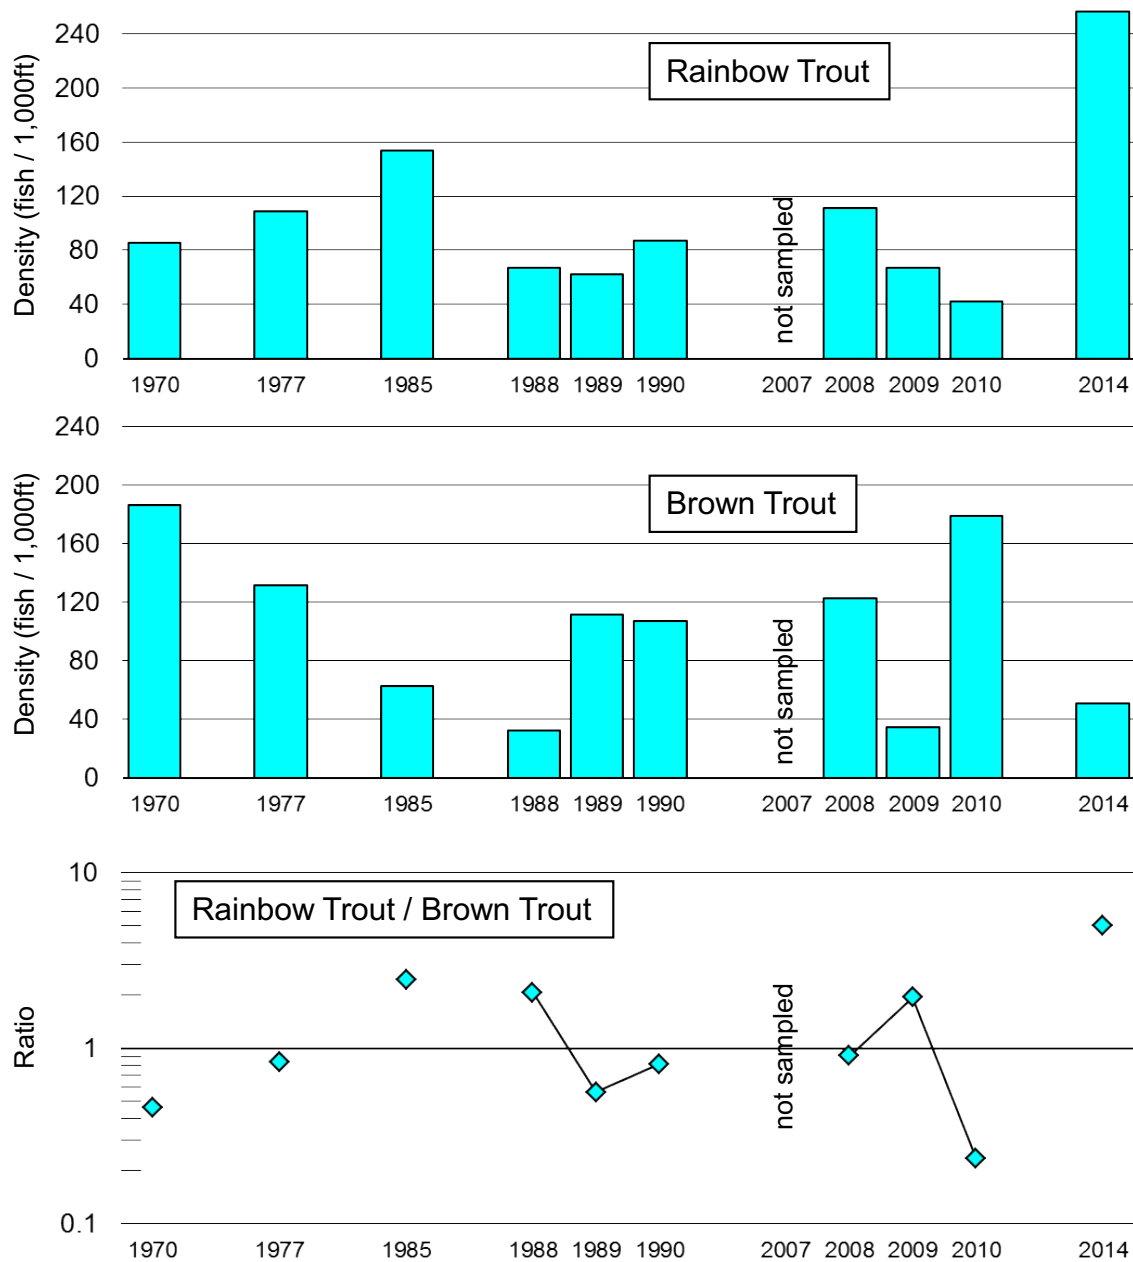 Density (fish / 1,000ft)
240
200
160
120
80
40
0
Rainbow Trout
not sampled
1970 1977 1985 1988 1989 1990 2007 2008 2009 2010 2014
Density (fish / 1,000ft)
240
200
160
120
80
40
0
Brown Trout
not sampled
1970 1977 1985 1988 1989 1990 2007 2008 2009 2010 2014
Ratio
10
1
0.1
Rainbow Trout / Brown Trout
not sampled
1970 1977 1985 1988 1989 1990 2007 2008 2009 2010 2014